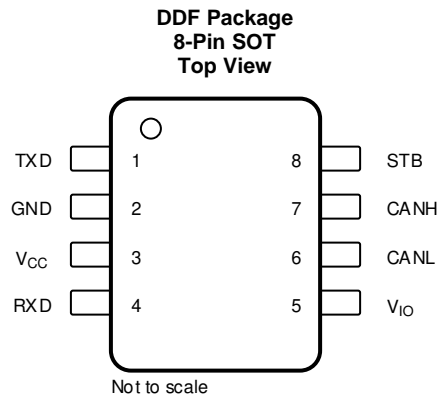 DDF Package
8-Pin SOT
Top View
TXD 1 8 STB
GND 2 7 CANH
VCC 3 6 CANL
RXD 4 5 VIO
Not to scale